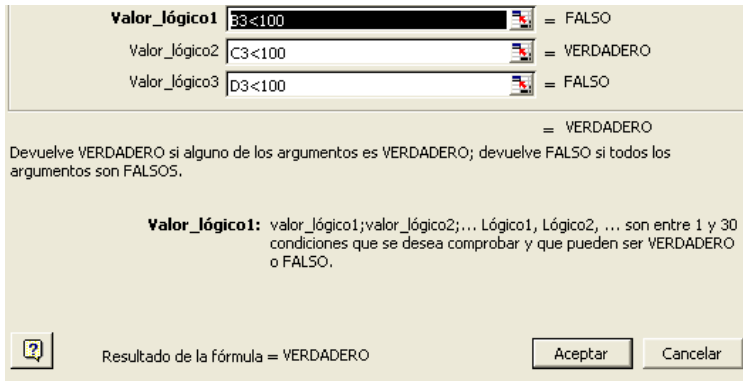 Valor_lógico1 B3<100 = FALSO
Valor_lógico2 C3<100 = VERDADERO
Valor_lógico3 D3<100 = FALSO
= VERDADERO
Devuelve VERDADERO si alguno de los argumentos es VERDADERO; devuelve FALSO si todos los
argumentos son FALSOS.
Valor_lógico1: valor_lógico1;valor_lógico2;... Lógico1, Lógico2, ... son entre 1 y 30
condiciones que se desea comprobar y que pueden ser VERDADERO
o FALSO.
? Resultado de la fórmula = VERDADERO Aceptar Cancelar